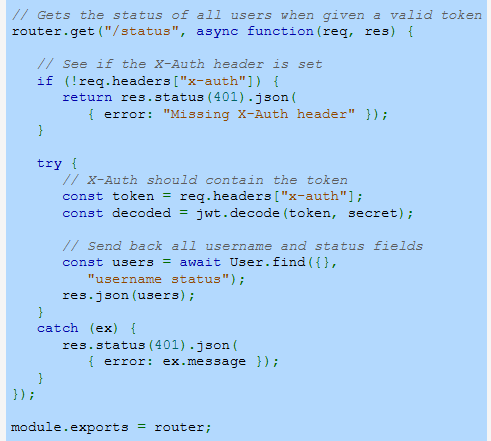 // Gets the status of all users when given a valid token
router.get("/status", async function(req, res) {
// See if the X-Auth header is set
if (!req.headers["x-auth"]) {
return res.status(401).json(
{ error: "Missing X-Auth header" });
}
try {
// X-Auth should contain the token
const token = req.headers["x-auth"];
const decoded = jwt.decode(token, secret);
// Send back all username and status fields
const users = await User.find({},
"username status");
res.json(users);
}
catch (ex) {
res.status(401).json(
{ error: ex.message });
}
});
module.exports = router;